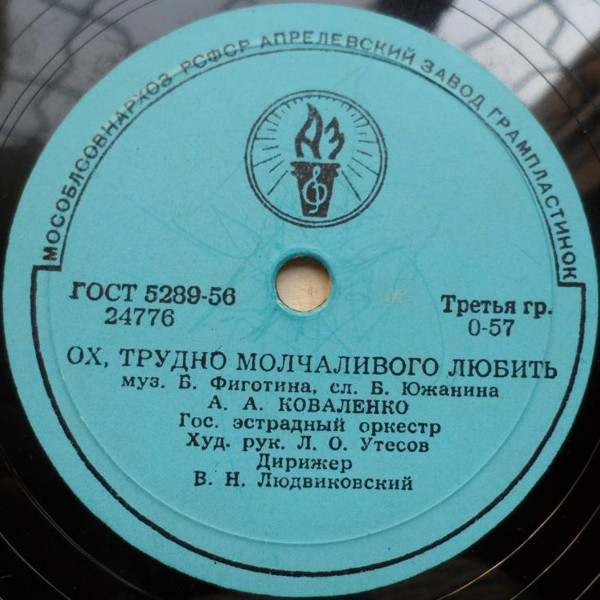 МОСОБЛСОВНАРХОЗ РСФСР АПРЕЛЕВСКИЙ ЗАВОД ГРАМПЛАСТИНОК
АЗ
ГОСТ 5289-56
24776
Третья гр.
0-57
ОХ, ТРУДНО МОЛЧАЛИВОГО ЛЮБИТЬ
муз. Б. Фиготина, сл. Б. Южанина
А. А. КОВАЛЕНКО
Гос. эстрадный оркестр
Худ. рук. Л. О. Утесов
Дирижер
В. Н. Людвиковский